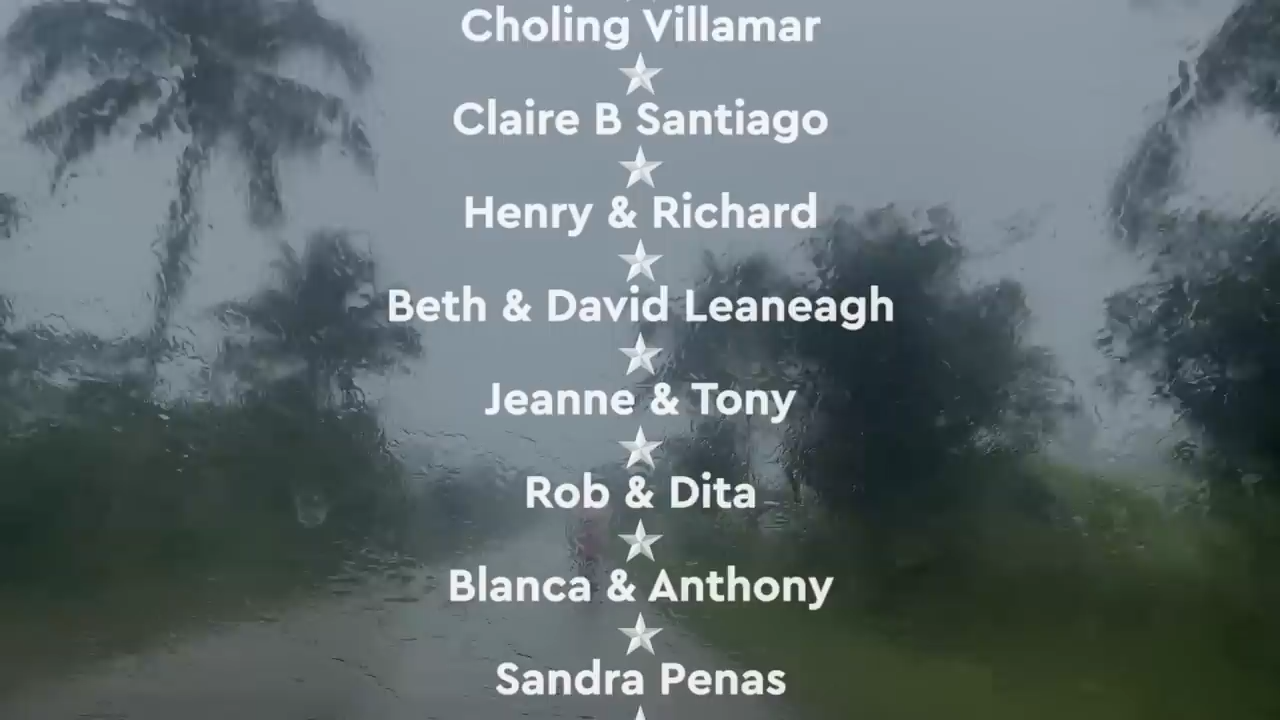 Choling Villamar
Claire B Santiago
Henry & Richard
Beth & David Leaneagh
Jeanne & Tony
Rob & Dita
Blanca & Anthony
Sandra Penas